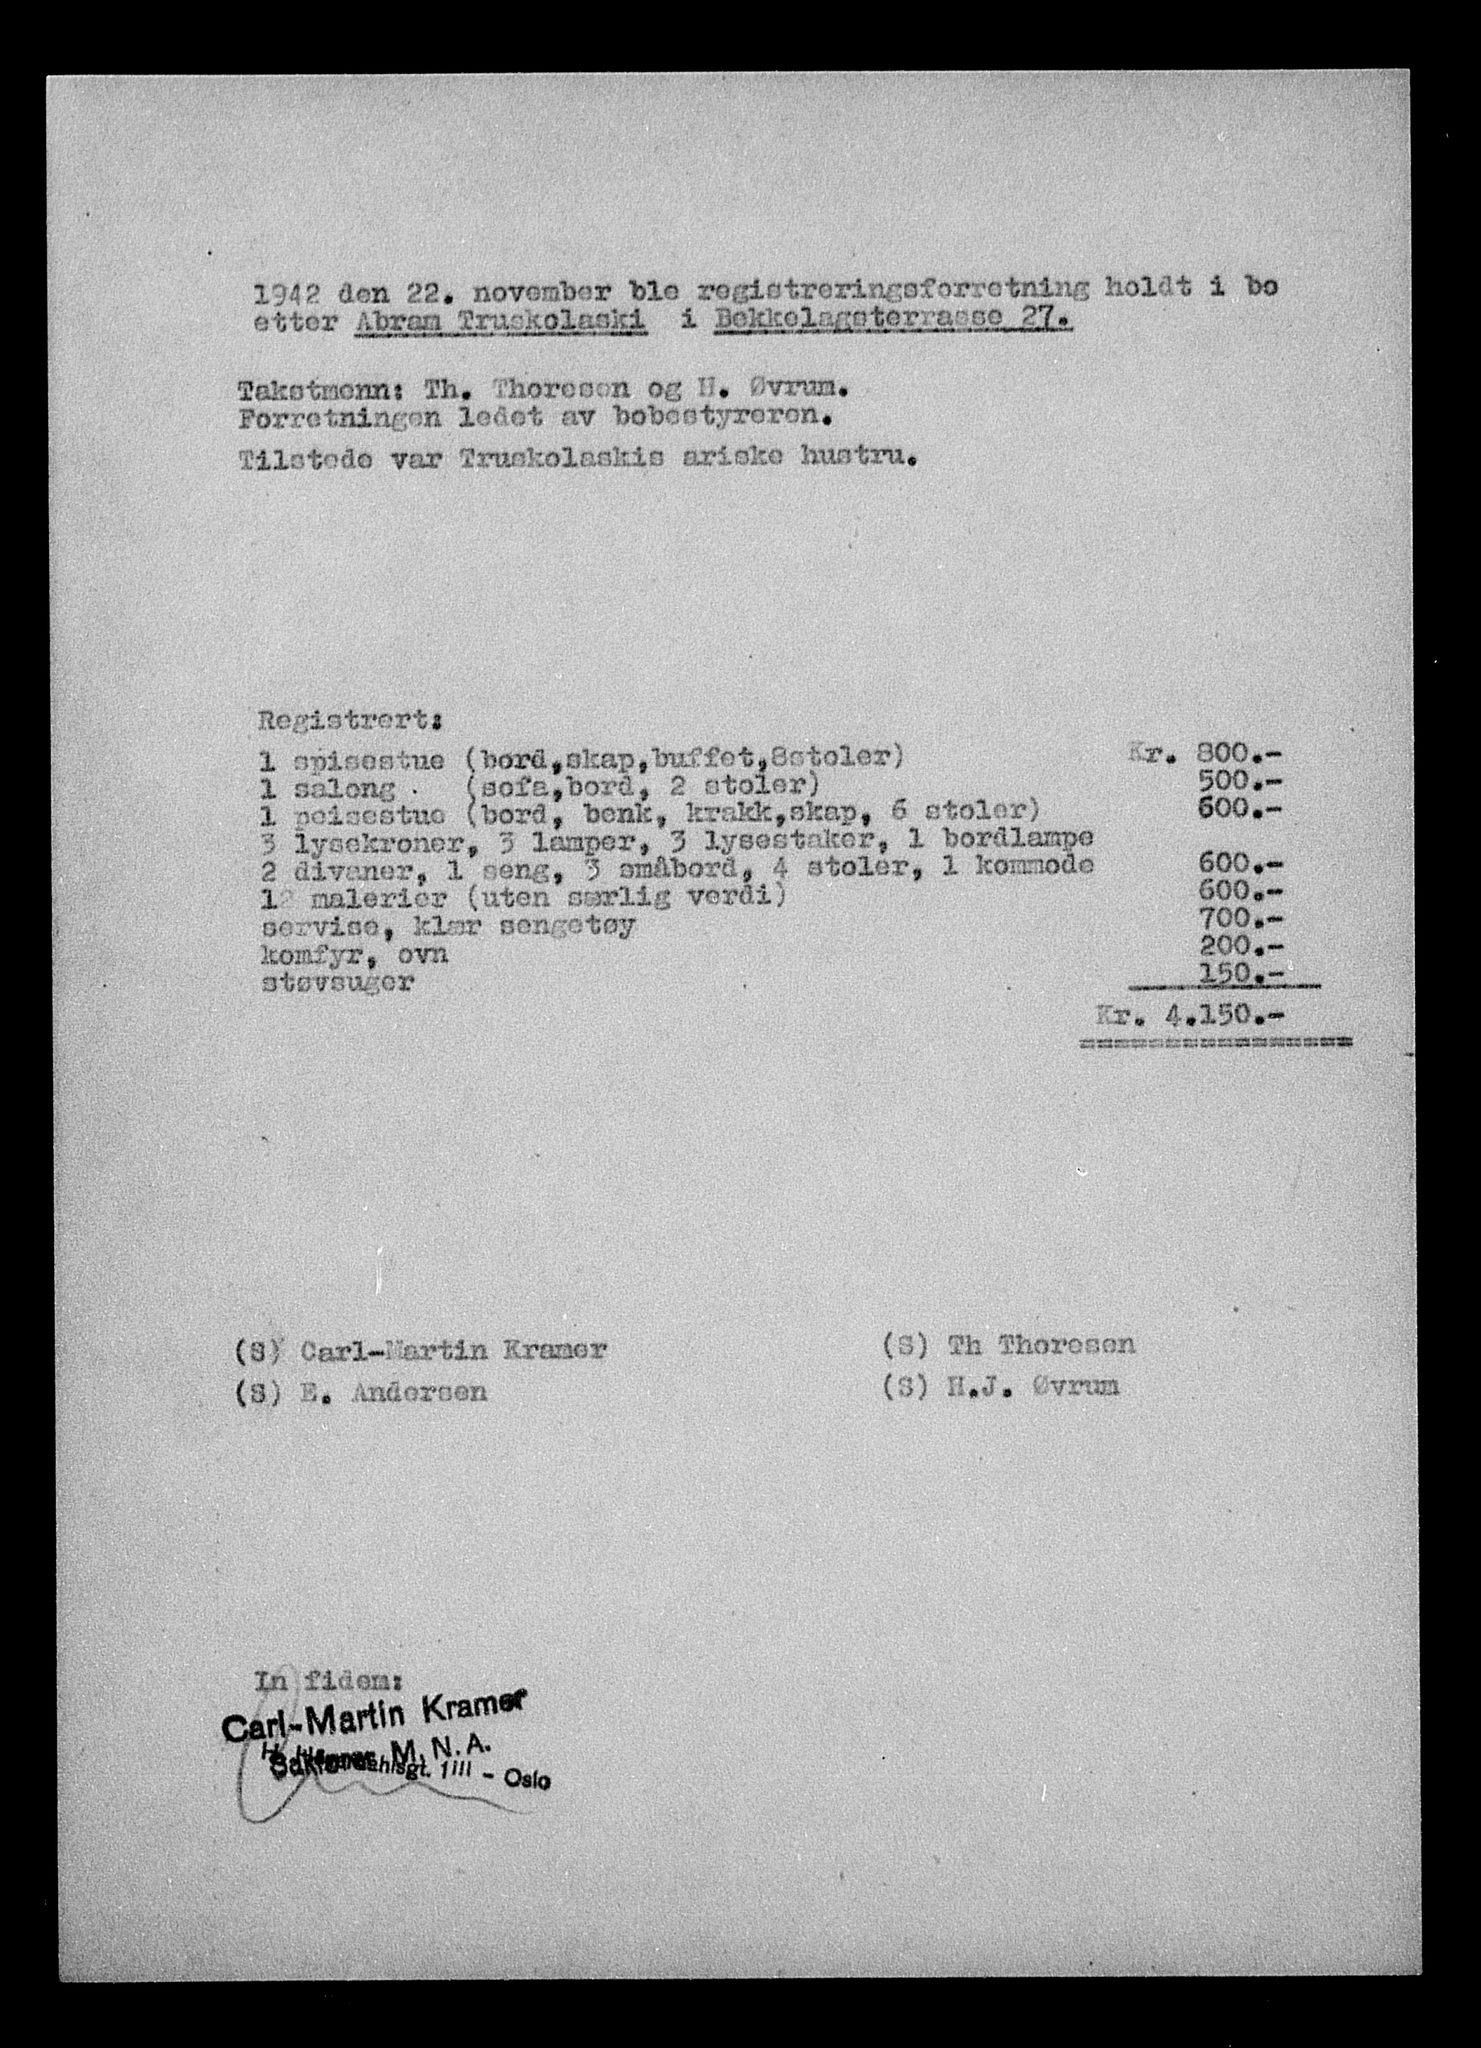 1942 den 22. november ble registreringsforretning holdt i bo
etter Abram Truskolaski i Bekkelagsterrasse 27.
Takstmenn: Th. Thoresen og H. Øvrum.
Forretningen ledet av bobestyreren.
Tilstede var Truskolaskis ariske hustru.
Registrert:
1 spisestue (bord,skap,buffet,8stoler) Kr. 800.-
1 salong. (sofa,bord, 2 stoler) 500.-
1 peisestue (bord, benk, krakk,skap, 6 stoler) 600.-
3 lysekroner, 3 lamper, 3 lysestaker, 1 bordlampe
2 divaner, 1 seng, 3 småbord, 4 stoler, 1 kommode 600.-
12 malerier (uten særlig verdi) 600.-
servise, klær sengetøy 700.-
komfyr, ovn 200.-
støvsuger 150.-
Kr. 4.150.-
==================
(S) Carl-Martin Kramer (S) Th Thoresen
(S) E. Andersen (S) H.J. Øvrum
In fidem:
Carl-Martin Kramer
Sakfører M.N.A.
1III - Oslo